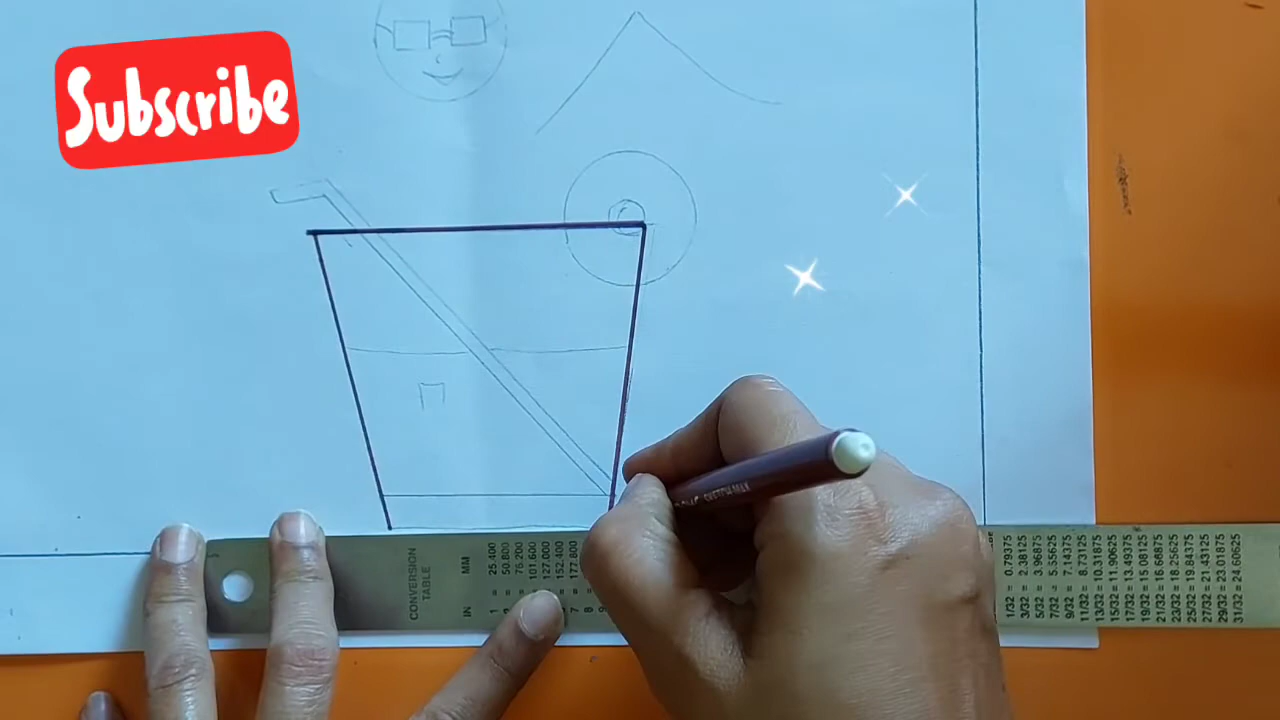 Subscribe
CONVERSION
TABLE
IN MM
1 = 25.400
= 50.800
= 76.200
= 101.600
= 127.000
= 152.400
7 = 177.800
8
1/32 = 0.79375
3/32 = 2.38125
5/32 = 3.96875
7/32 = 5.55625
9/32 = 7.14375
11/32 = 8.73125
13/32 = 10.31875
15/32 = 11.90625
17/32 = 13.49375
19/32 = 15.08125
21/32 = 16.66875
23/32 = 18.25625
25/32 = 19.84375
27/32 = 21.43125
29/32 = 23.01875
31/32 = 24.60625